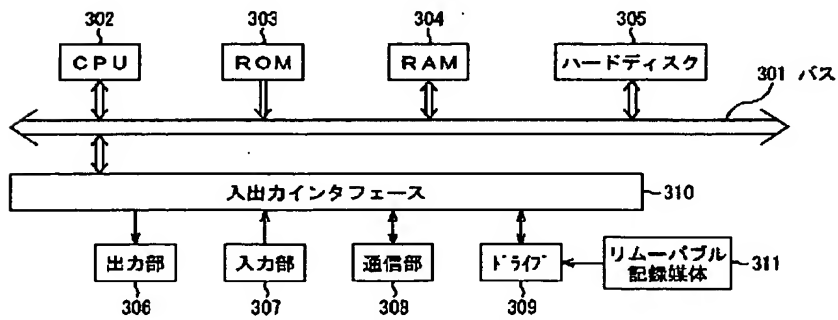 302 303 304 305
CPU ROM RAM ハードディスク
301 バス
入出力インタフェース 310
出力部 入力部 通信部 ドライブ リムーバブル
記録媒体 311
306 307 308 309